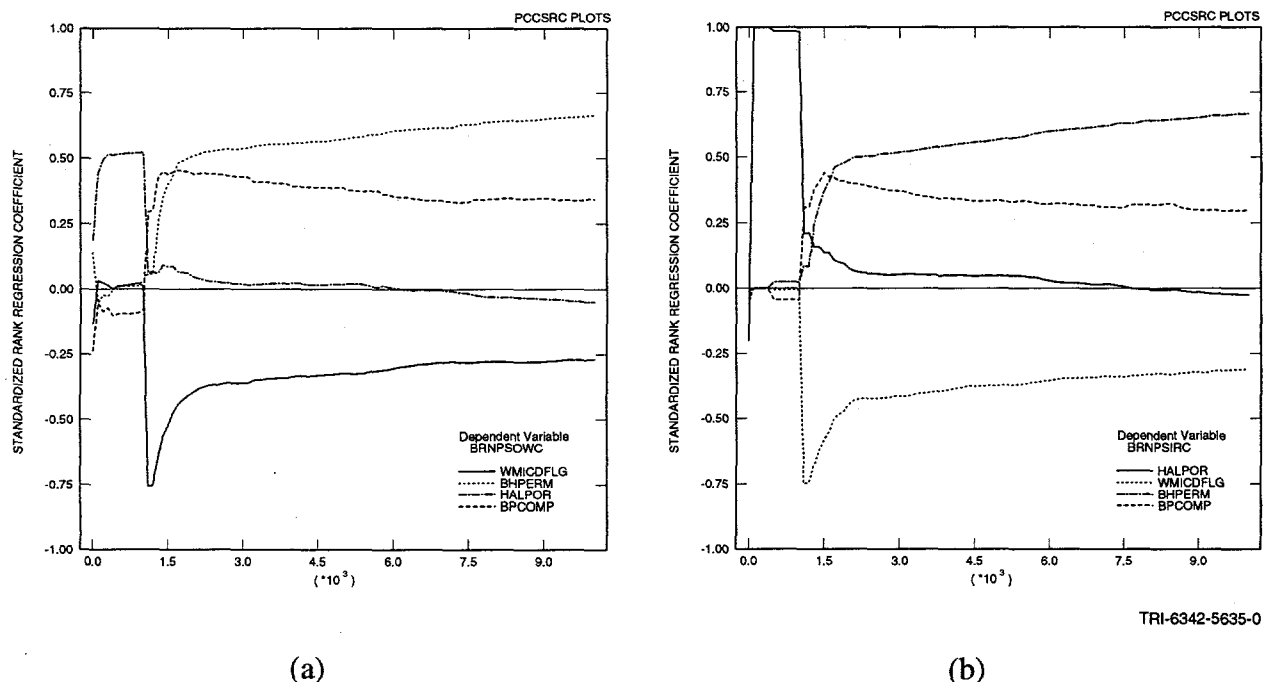 PCCSRC PLOTS
STANDARDIZED RANK REGRESSION COEFFICIENT
1.00
0.75
0.50
0.25
0.00
-0.25
-0.50
-0.75
-1.00
Dependent Variable
BRNPSOWC
WMICDFLG
BHPERM
HALPOR
BPCOMP
0.0 1.5 3.0 4.5 6.0 7.5 9.0
(*10³)
(a)
PCCSRC PLOTS
STANDARDIZED RANK REGRESSION COEFFICIENT
1.00
0.75
0.50
0.25
0.00
-0.25
-0.50
-0.75
-1.00
Dependent Variable
BRNPSIRC
HALPOR
WMICDFLG
BHPERM
BPCOMP
0.0 1.5 3.0 4.5 6.0 7.5 9.0
(*10³)
TRI-6342-5635-0
(b)